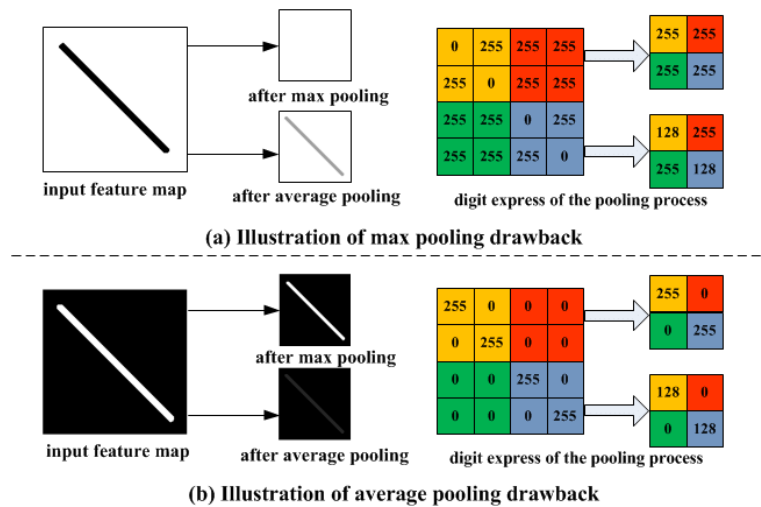 0 255 255 255
255 0 255 255
255 255 0 255
255 255 255 0
255 255
255 255
128 255
255 128
after max pooling
input feature map
after average pooling
digit express of the pooling process
(a) Illustration of max pooling drawback
255 0 0 0
0 255 0 0
0 0 255 0
0 0 0 255
255 0
0 255
128 0
0 128
after max pooling
input feature map
after average pooling
digit express of the pooling process
(b) Illustration of average pooling drawback